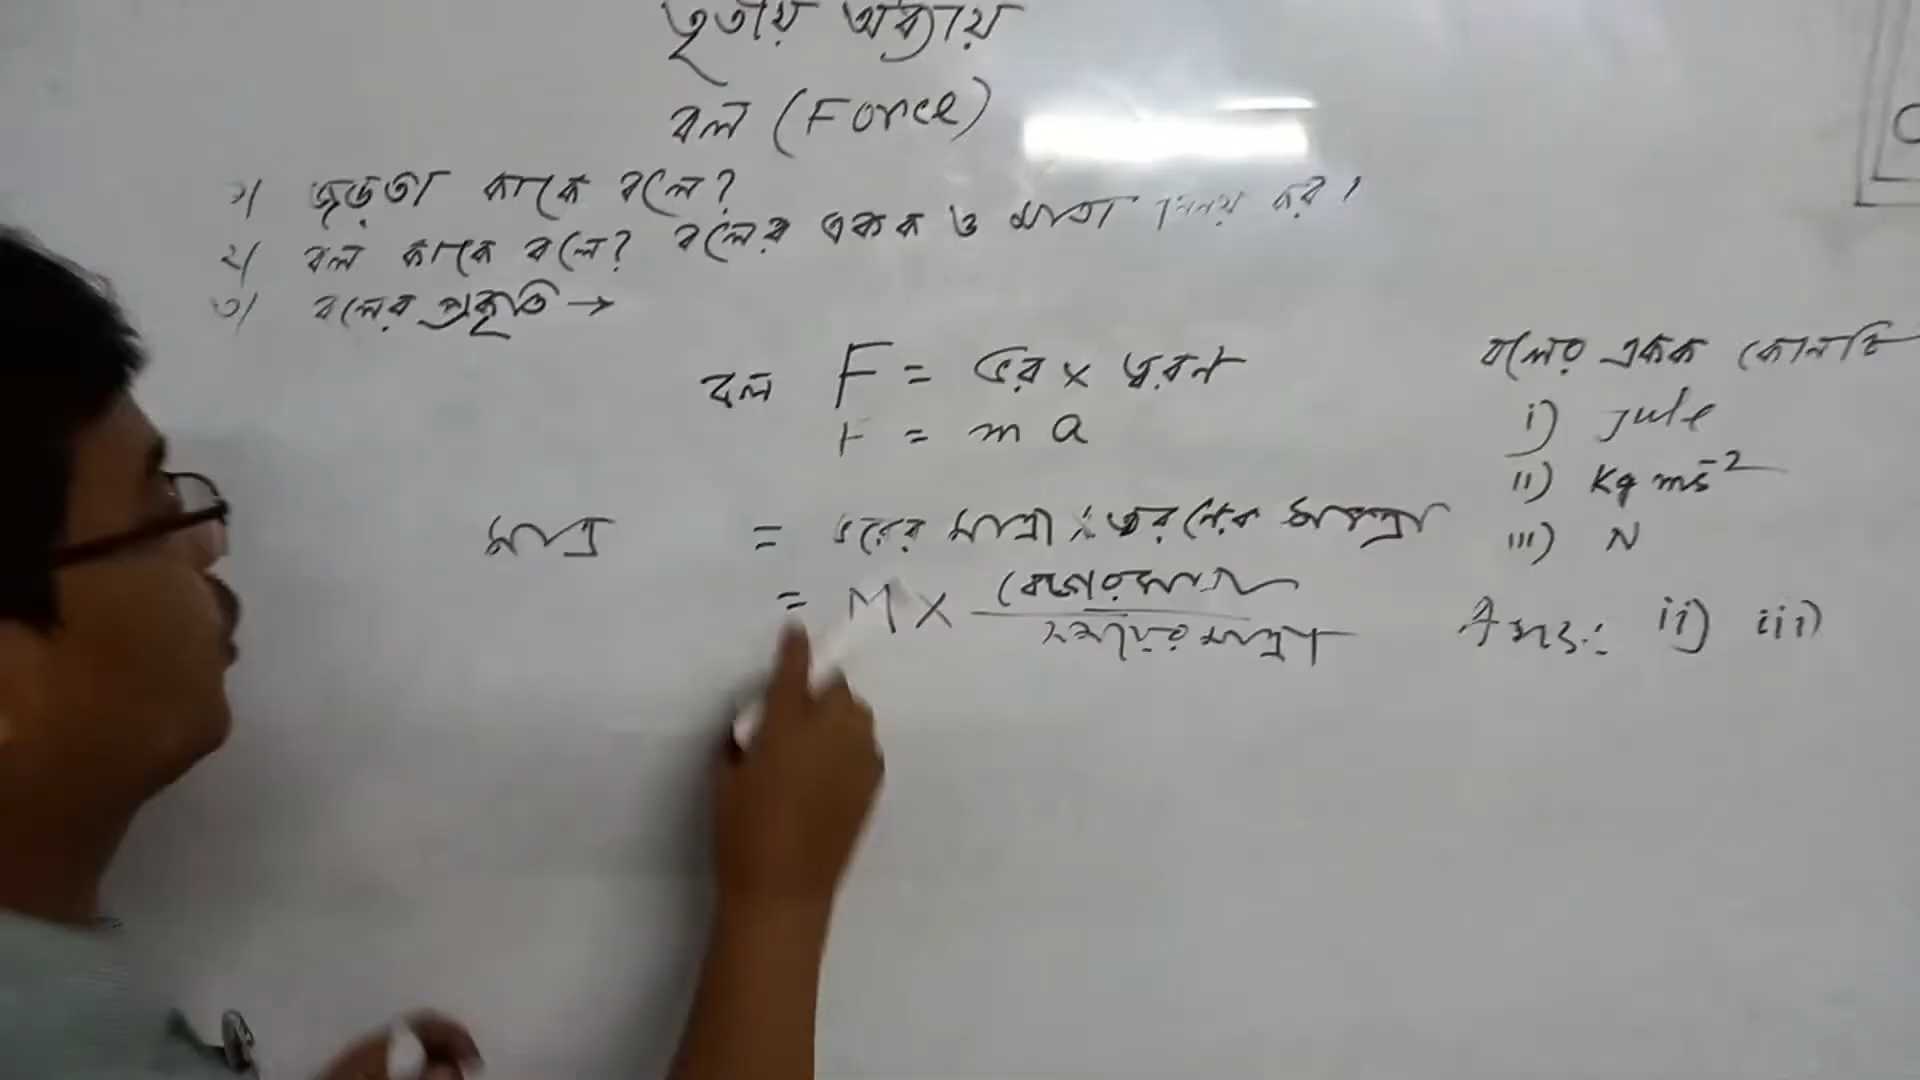 তৃতীয় অধ্যায়
বল (Force)
১। জড়তা কাকে বলে?
২। বল কাকে বলে? বলের একক ও মাত্রা নির্ণয় কর।
৩। বলের প্রকৃতি →
বল F = ভর × ত্বরণ
F = m a
মাত্রা = ভরের মাত্রা × ত্বরণের মাত্রা
= M × বেগের মাত্রা
সময়ের মাত্রা
বলের একক কোনটি
i) jule
ii) Kg ms⁻²
iii) N
Ans: ii) iii)